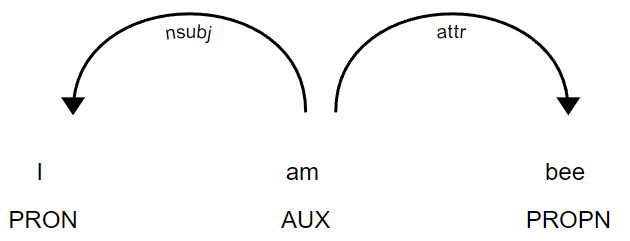 nsubj attr
I am bee
PRON AUX PROPN